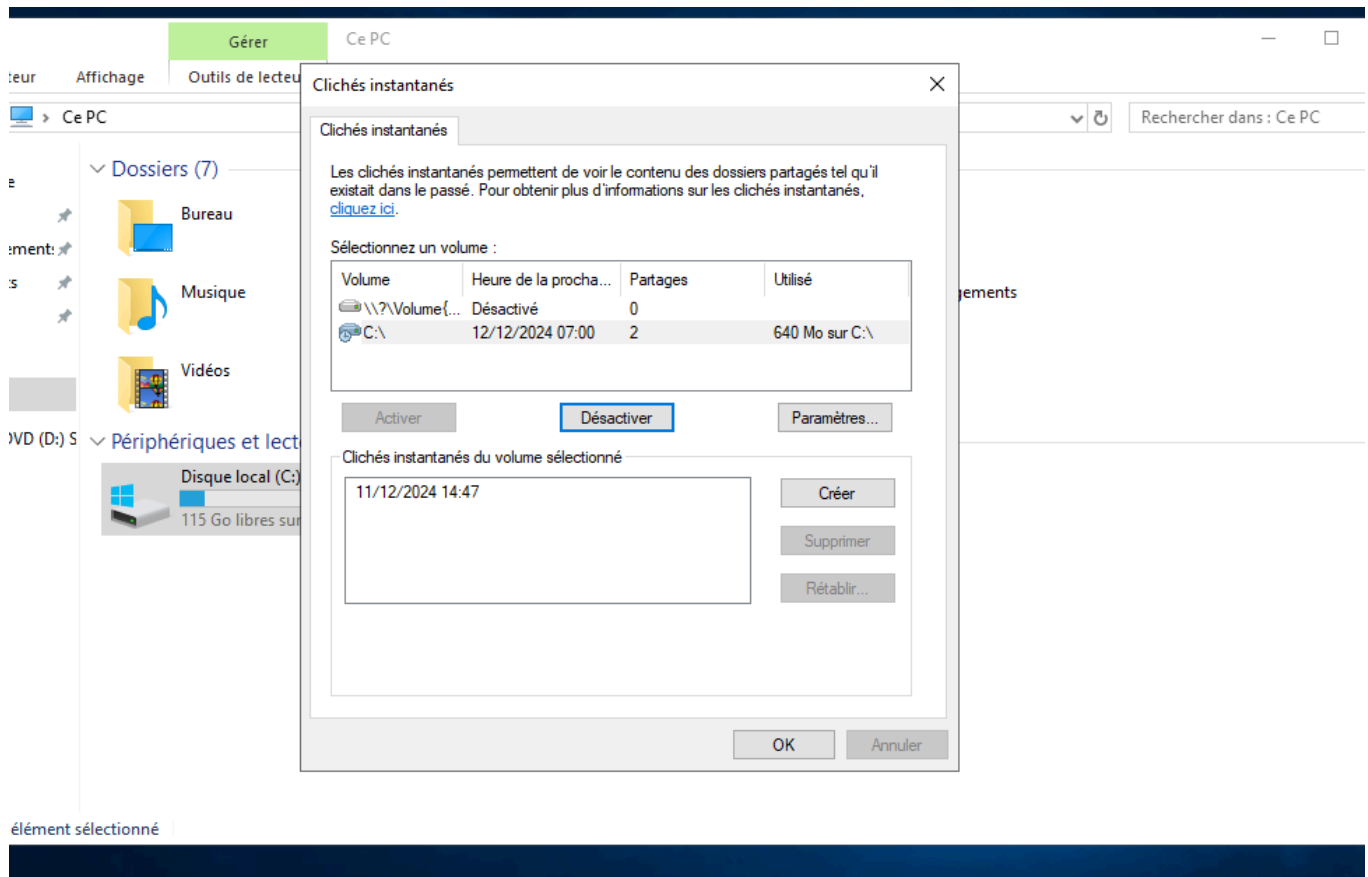 Gérer
Ce PC
teur
Affichage
Outils de lecteu
Ce PC
Rechercher dans : Ce PC
Dossiers (7)
Bureau
ements
ts
Musique
gements
Vidéos
DVD (D:) S
Périphériques et lect
Disque local (C:)
115 Go libres sur
élément sélectionné
Clichés instantanés
Clichés instantanés
Les clichés instantanés permettent de voir le contenu des dossiers partagés tel qu'il
existait dans le passé. Pour obtenir plus d'informations sur les clichés instantanés,
cliquez ici.
Sélectionnez un volume :
Volume Heure de la procha... Partages Utilisé
\\?\Volume{... Désactivé 0
C:\ 12/12/2024 07:00 2 640 Mo sur C:\
Activer Désactiver Paramètres...
Clichés instantanés du volume sélectionné
11/12/2024 14:47
Créer
Supprimer
Rétablir...
OK Annuler